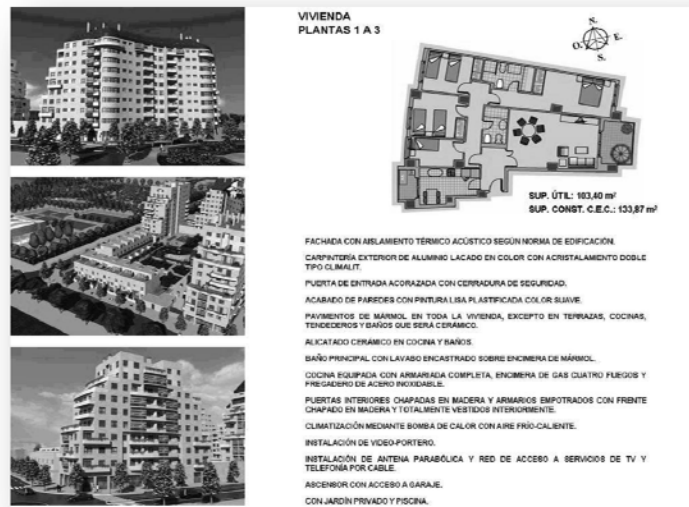 VIVIENDA
PLANTAS 1 A 3
N.
O.
E.
S.
SUP. ÚTIL: 103,40 m²
SUP. CONST. C.E.C.: 133,87 m²
FACHADA CON AISLAMIENTO TÉRMICO ACÚSTICO SEGÚN NORMA DE EDIFICACIÓN.
CARPINTERÍA EXTERIOR DE ALUMINIO LACADO EN COLOR CON ACRISTALAMIENTO DOBLE
TIPO CLIMALIT.
PUERTA DE ENTRADA ACORAZADA CON CERRADURA DE SEGURIDAD.
ACABADO DE PAREDES CON PINTURA LISA PLASTIFICADA COLOR SUAVE.
PAVIMENTOS DE MÁRMOL EN TODA LA VIVIENDA, EXCEPTO EN TERRAZAS, COCINAS,
TENDEDEROS Y BAÑOS QUE SERÁ CERÁMICO.
ALICATADO CERÁMICO EN COCINA Y BAÑOS.
BAÑO PRINCIPAL CON LAVABO ENCASTRADO SOBRE ENCIMERA DE MÁRMOL.
COCINA EQUIPADA CON ARMARIADA COMPLETA, ENCIMERA DE GAS CUATRO FUEGOS Y
FREGADERO DE ACERO INOXIDABLE.
PUERTAS INTERIORES CHAPADAS EN MADERA Y ARMARIOS EMPOTRADOS CON FRENTE
CHAPADO EN MADERA Y TOTALMENTE VESTIDOS INTERIORMENTE.
CLIMATIZACIÓN MEDIANTE BOMBA DE CALOR CON AIRE FRÍO-CALIENTE.
INSTALACIÓN DE VIDEO-PORTERO.
INSTALACIÓN DE ANTENA PARABÓLICA Y RED DE ACCESO A SERVICIOS DE TV Y
TELEFONÍA POR CABLE.
ASCENSOR CON ACCESO A GARAJE.
CON JARDÍN PRIVADO Y PISCINA.